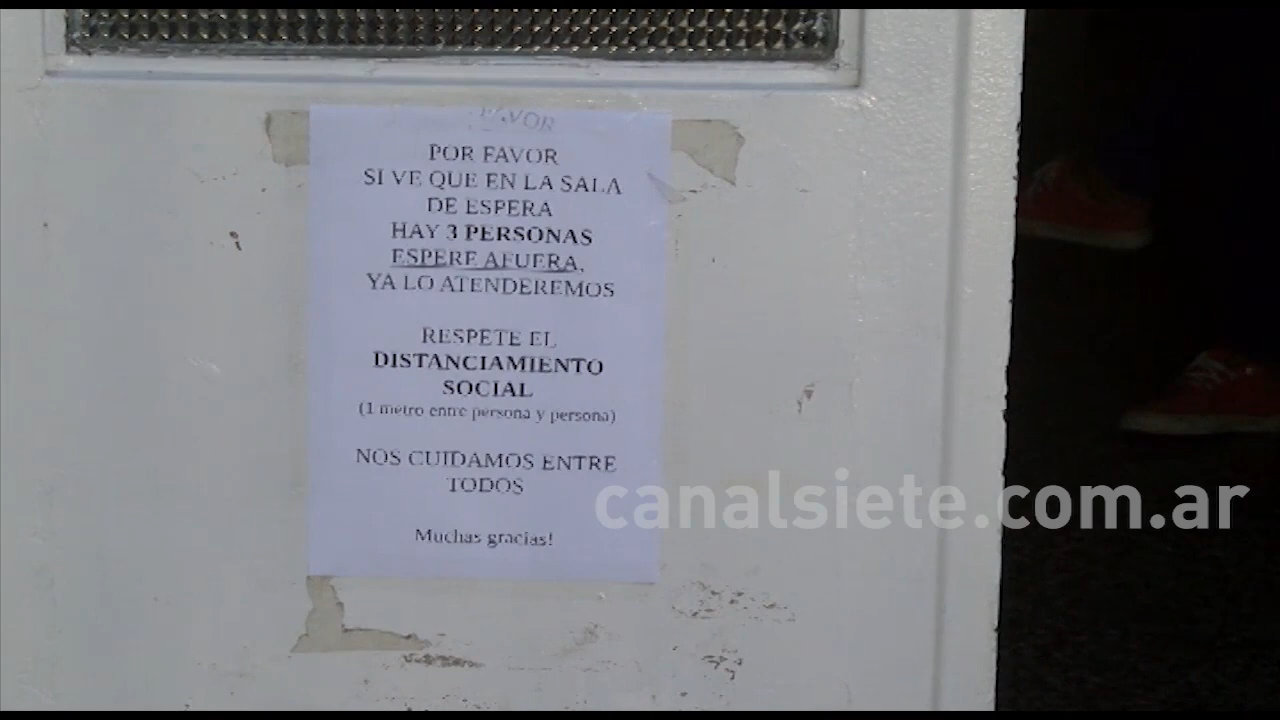 FAVOR
POR FAVOR
SI VE QUE EN LA SALA
DE ESPERA
HAY 3 PERSONAS
ESPERE AFUERA,
YA LO ATENDEREMOS
RESPETE EL
DISTANCIAMIENTO
SOCIAL
(1 metro entre persona y persona)
NOS CUIDAMOS ENTRE
TODOS
Muchas gracias!
canalsiete.com.ar